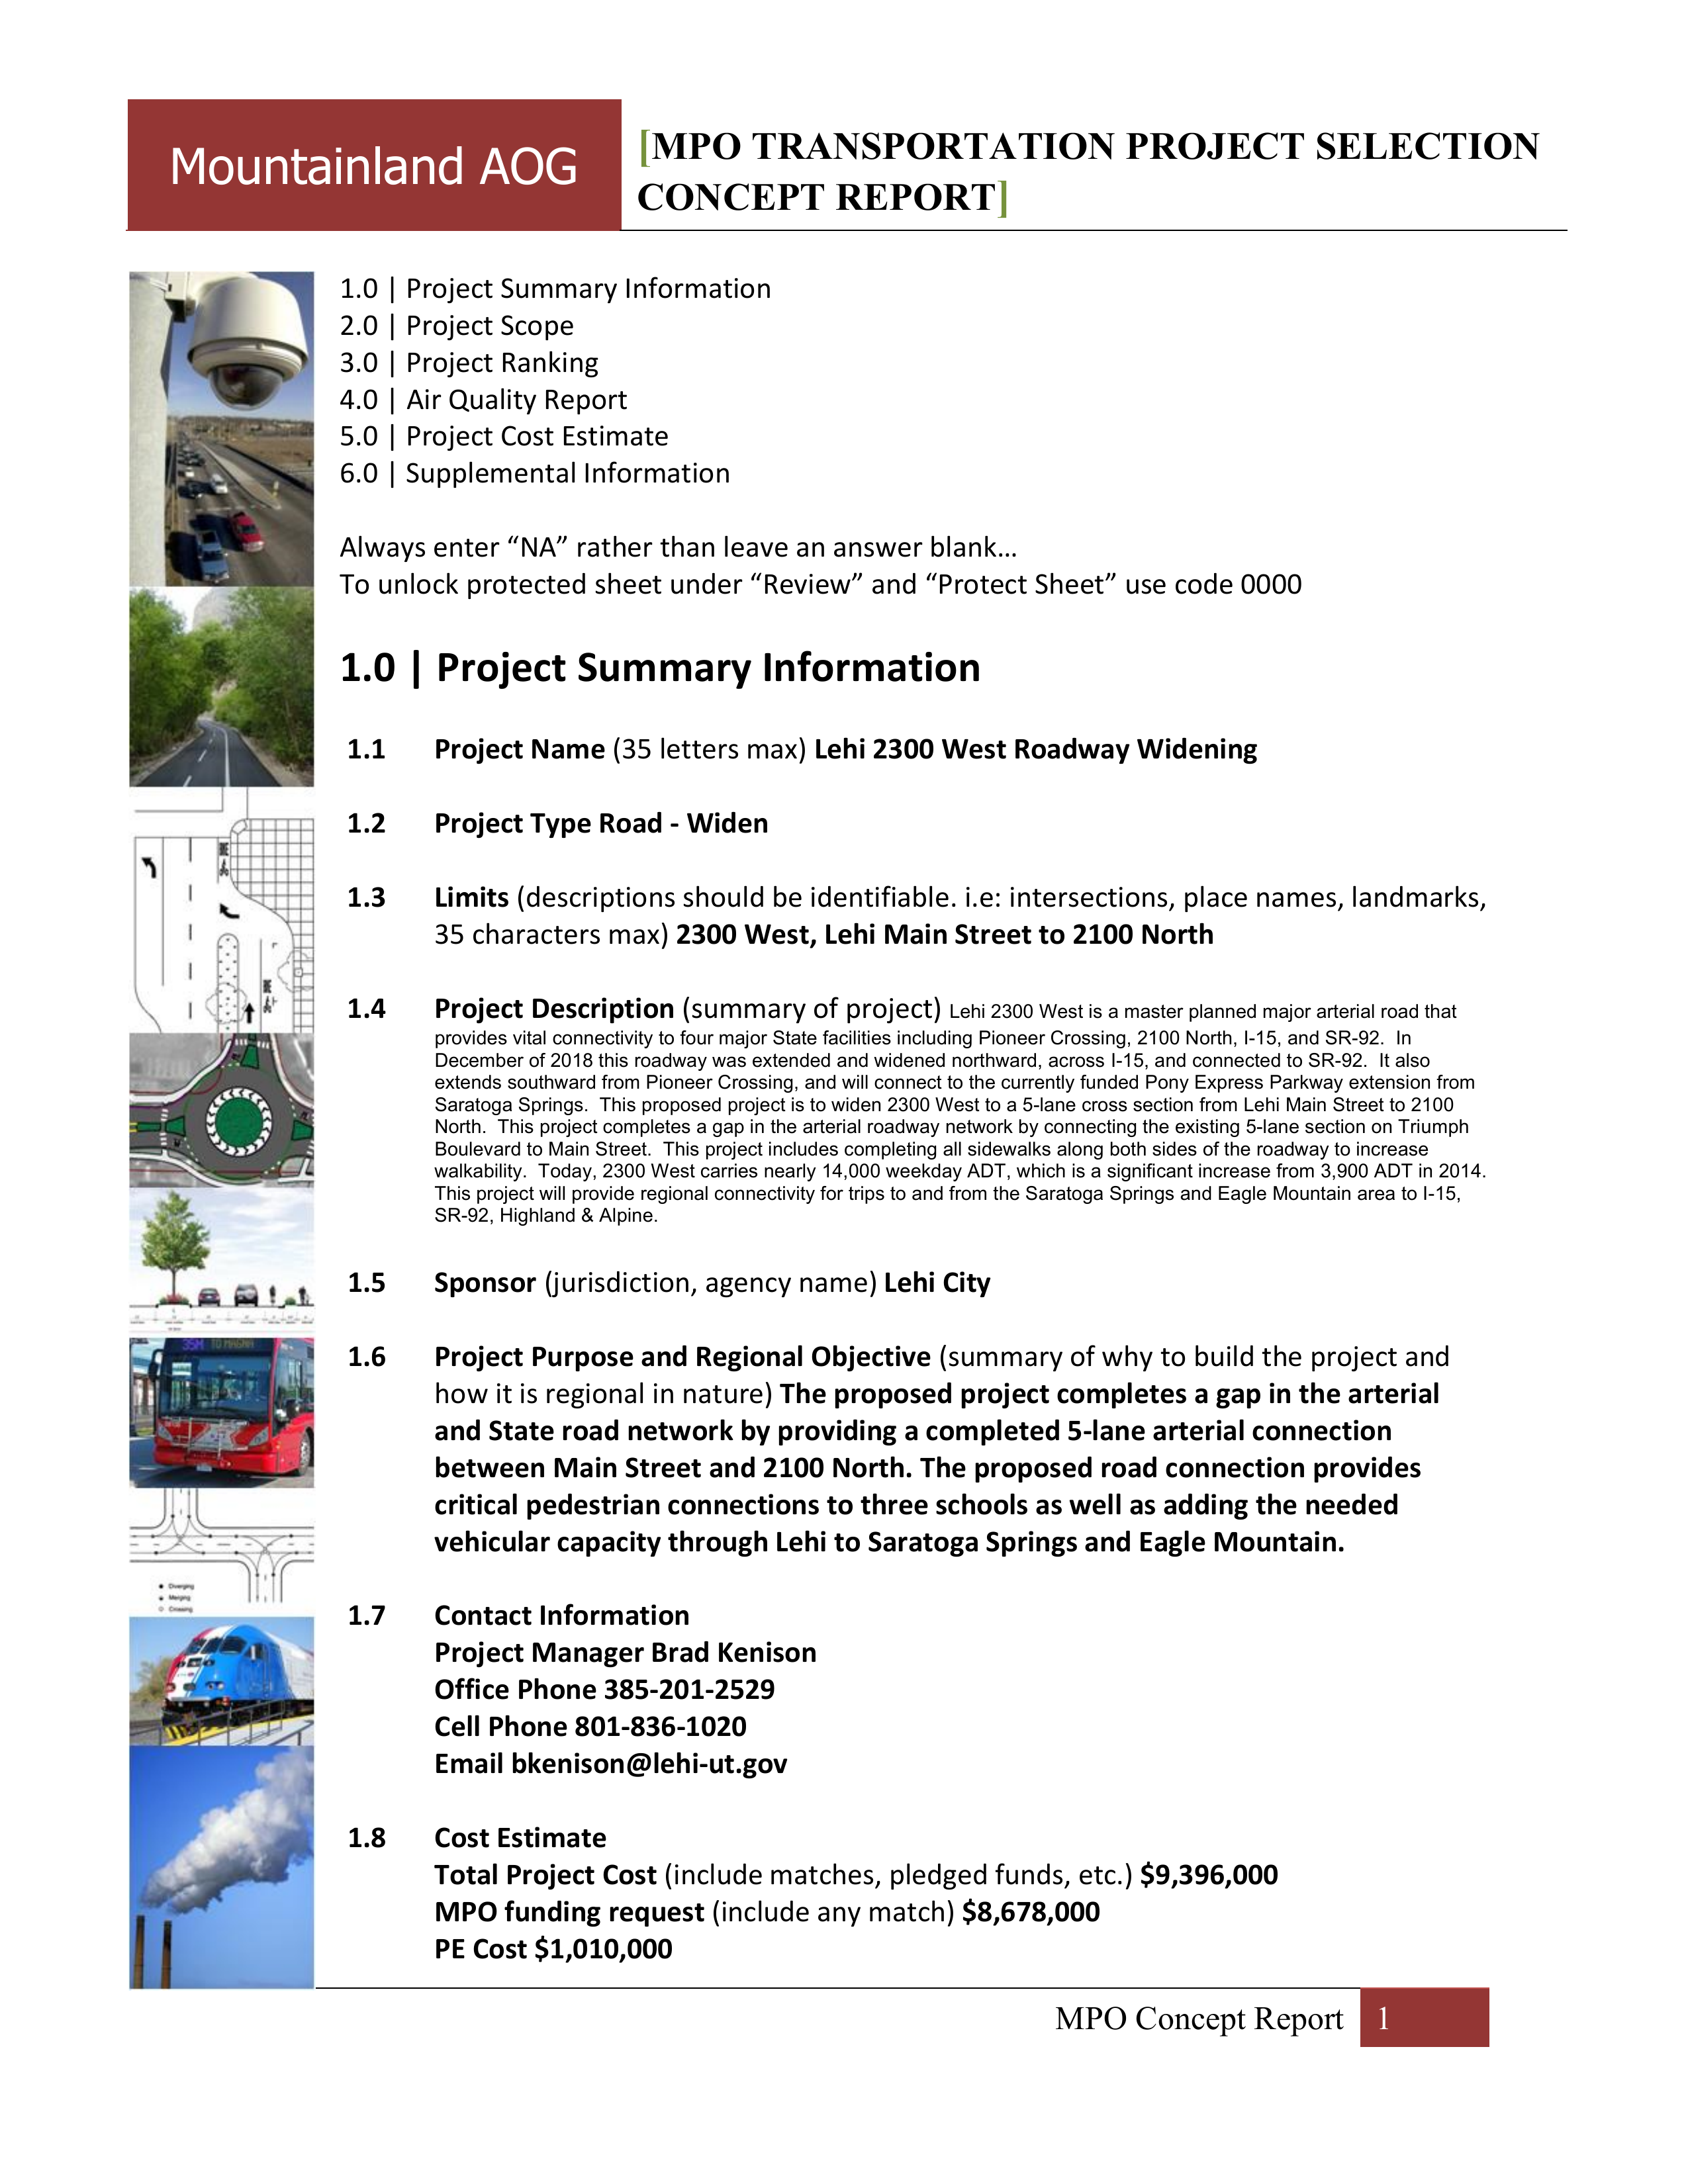 Mountainland AOG
[MPO TRANSPORTATION PROJECT SELECTION
CONCEPT REPORT]
1.0 | Project Summary Information
2.0 | Project Scope
3.0 | Project Ranking
4.0 | Air Quality Report
5.0 | Project Cost Estimate
6.0 | Supplemental Information
Always enter “NA” rather than leave an answer blank…
To unlock protected sheet under “Review” and “Protect Sheet” use code 0000
1.0 | Project Summary Information
1.1 Project Name (35 letters max) Lehi 2300 West Roadway Widening
1.2 Project Type Road - Widen
1.3 Limits (descriptions should be identifiable. i.e: intersections, place names, landmarks,
35 characters max) 2300 West, Lehi Main Street to 2100 North
1.4 Project Description (summary of project) Lehi 2300 West is a master planned major arterial road that
provides vital connectivity to four major State facilities including Pioneer Crossing, 2100 North, I-15, and SR-92. In
December of 2018 this roadway was extended and widened northward, across I-15, and connected to SR-92. It also
extends southward from Pioneer Crossing, and will connect to the currently funded Pony Express Parkway extension from
Saratoga Springs. This proposed project is to widen 2300 West to a 5-lane cross section from Lehi Main Street to 2100
North. This project completes a gap in the arterial roadway network by connecting the existing 5-lane section on Triumph
Boulevard to Main Street. This project includes completing all sidewalks along both sides of the roadway to increase
walkability. Today, 2300 West carries nearly 14,000 weekday ADT, which is a significant increase from 3,900 ADT in 2014.
This project will provide regional connectivity for trips to and from the Saratoga Springs and Eagle Mountain area to I-15,
SR-92, Highland & Alpine.
1.5 Sponsor (jurisdiction, agency name) Lehi City
35M TO MAGNA
1.6 Project Purpose and Regional Objective (summary of why to build the project and
how it is regional in nature) The proposed project completes a gap in the arterial
and State road network by providing a completed 5-lane arterial connection
between Main Street and 2100 North. The proposed road connection provides
critical pedestrian connections to three schools as well as adding the needed
vehicular capacity through Lehi to Saratoga Springs and Eagle Mountain.
Diverging
Merging
Crossing
1.7 Contact Information
Project Manager Brad Kenison
Office Phone 385-201-2529
Cell Phone 801-836-1020
Email bkenison@lehi-ut.gov
1.8 Cost Estimate
Total Project Cost (include matches, pledged funds, etc.) $9,396,000
MPO funding request (include any match) $8,678,000
PE Cost $1,010,000
MPO Concept Report 1